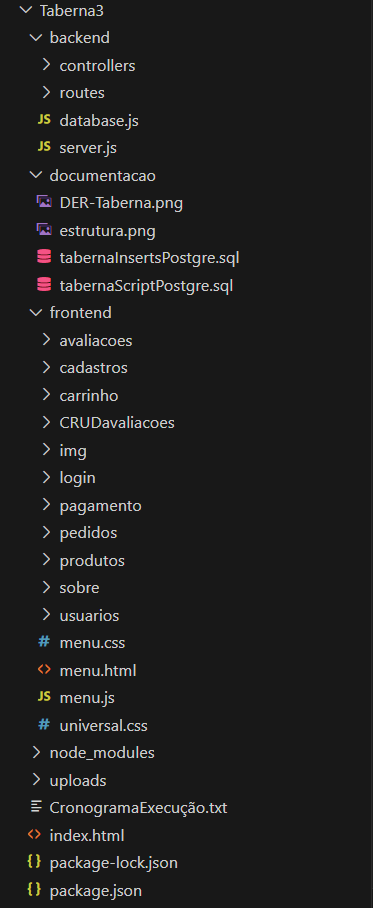 Taberna3
backend
controllers
routes
JS database.js
JS server.js
documentacao
DER-Taberna.png
estrutura.png
tabernaInsertsPostgre.sql
tabernaScriptPostgre.sql
frontend
avaliacoes
cadastros
carrinho
CRUDavaliacoes
img
login
pagamento
pedidos
produtos
sobre
usuarios
# menu.css
<> menu.html
JS menu.js
# universal.css
node_modules
uploads
CronogramaExecução.txt
<> index.html
{} package-lock.json
{} package.json